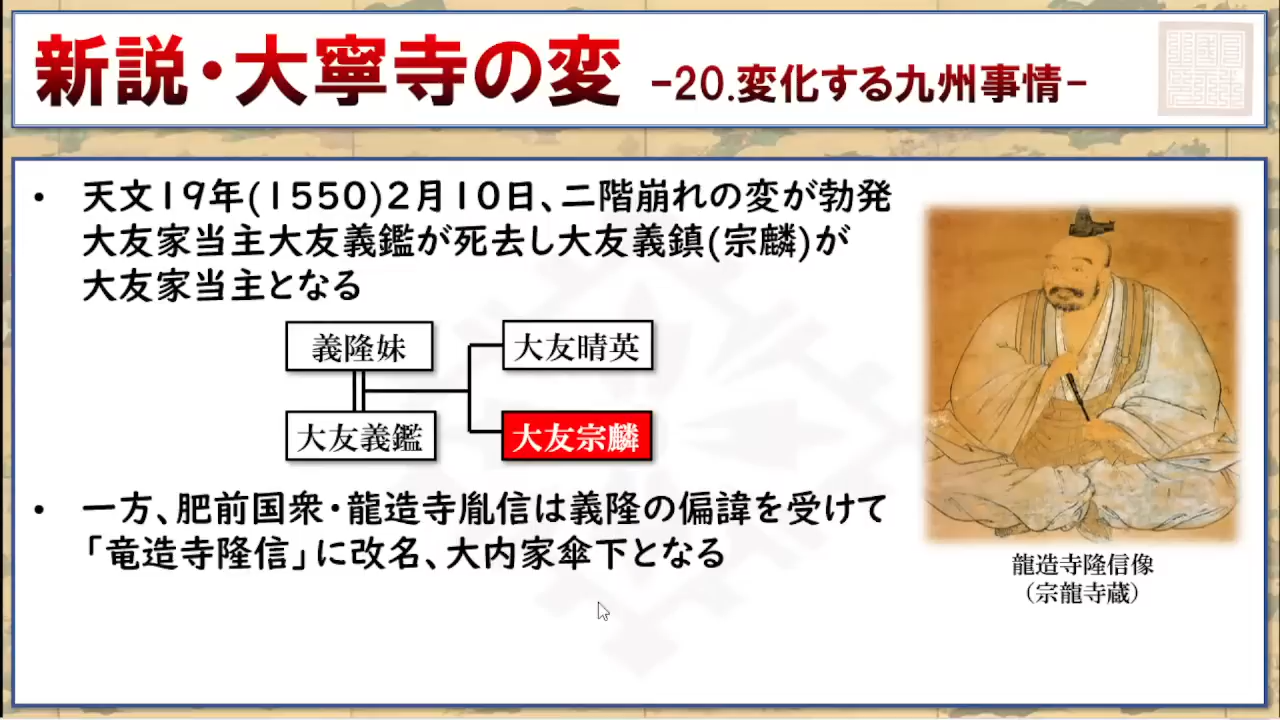 新説・大寧寺の変 -20.変化する九州事情-
・ 天文19年(1550)2月10日、二階崩れの変が勃発
大友家当主大友義鑑が死去し大友義鎮(宗麟)が
大友家当主となる
義隆妹
大友晴英
大友義鑑
大友宗麟
・ 一方、肥前国衆・龍造寺胤信は義隆の偏諱を受けて
「竜造寺隆信」に改名、大内家傘下となる
龍造寺隆信像
(宗龍寺蔵)